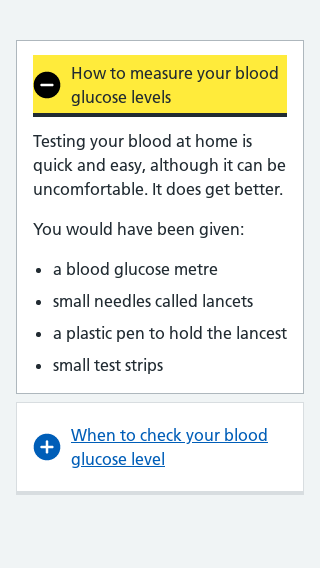 How to measure your blood
glucose levels
Testing your blood at home is
quick and easy, although it can be
uncomfortable. It does get better.
You would have been given:
a blood glucose metre
small needles called lancets
a plastic pen to hold the lancest
small test strips
When to check your blood
glucose level